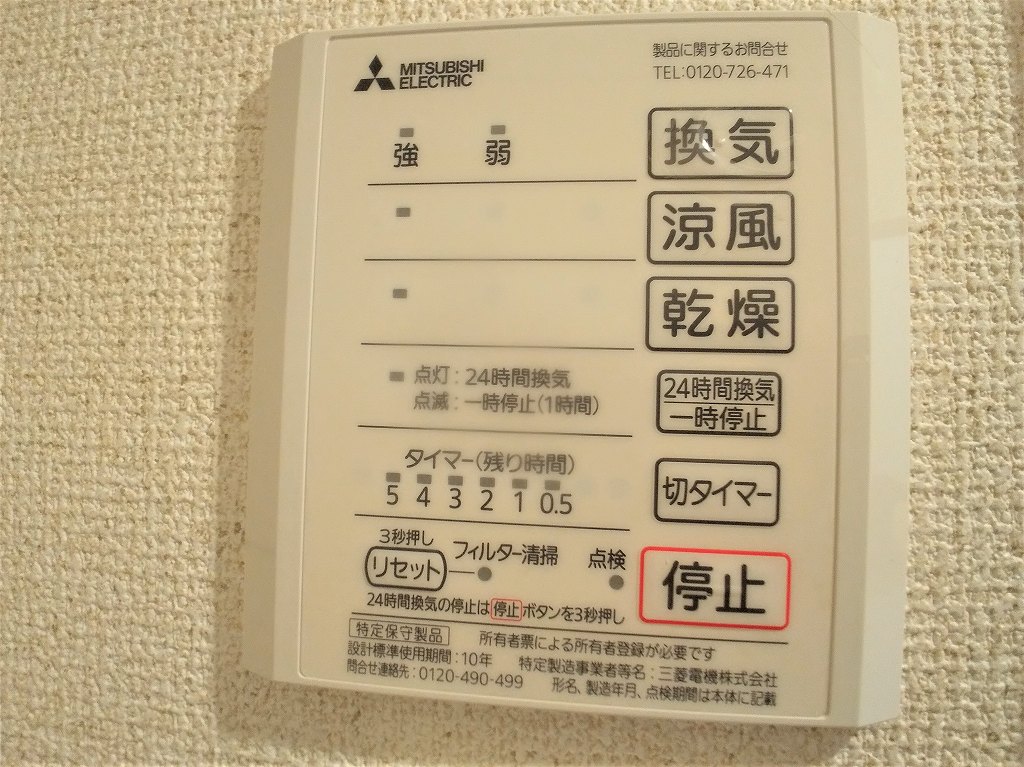 MITSUBISHI
ELECTRIC
製品に関するお問合せ
TEL:0120-726-471
強 弱
換気
涼風
乾燥
点灯：24時間換気
点滅：一時停止(1時間)
24時間換気
一時停止
タイマー(残り時間)
5 4 3 2 1 0.5
切タイマー
3秒押し
リセット
フィルター清掃
点検
停止
24時間換気の停止は 停止 ボタンを3秒押し
特定保守製品
所有者票による所有者登録が必要です
設計標準使用期間：10年
特定製造事業者等名：三菱電機株式会社
問合せ連絡先：0120-490-499
形名、製造年月、点検期間は本体に記載